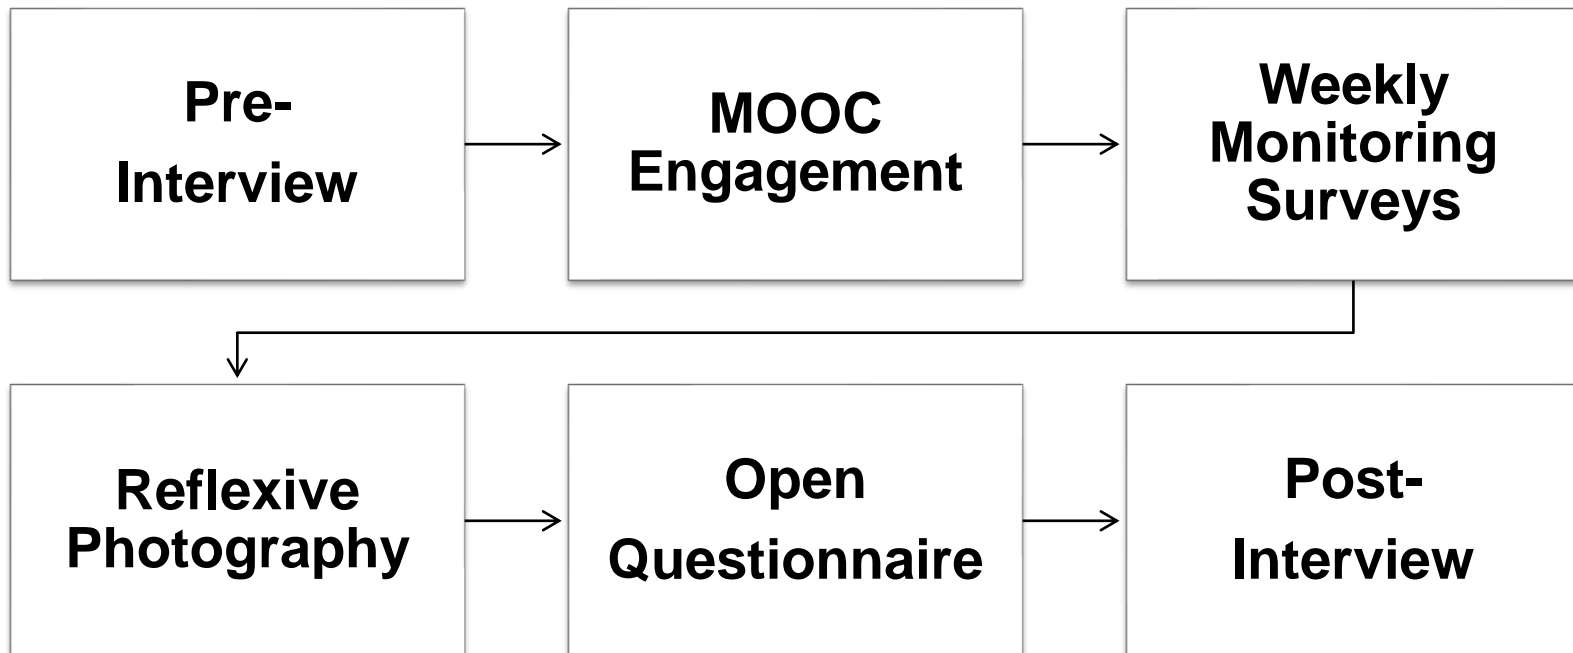 Pre-
Interview
MOOC
Engagement
Weekly
Monitoring
Surveys
Reflexive
Photography
Open
Questionnaire
Post-
Interview